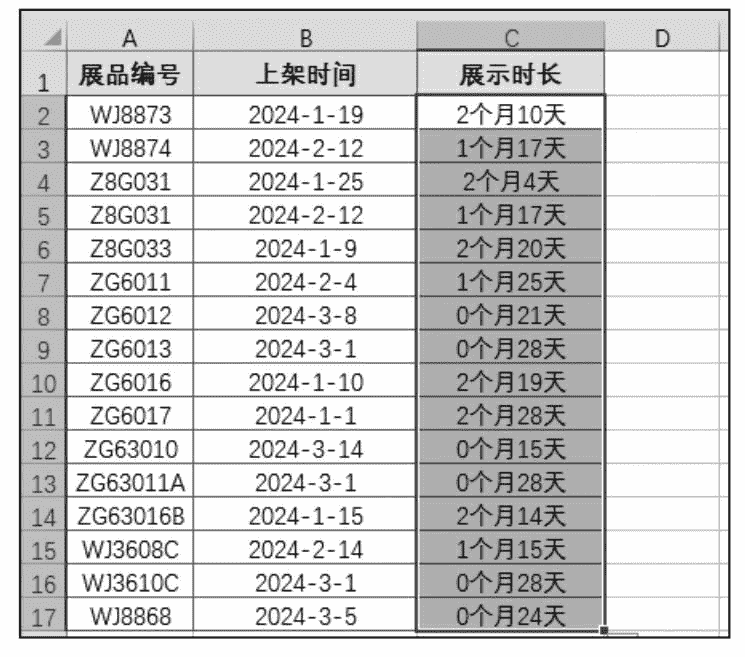 A B C D
1 展品编号 上架时间 展示时长
2 WJ8873 2024-1-19 2个月10天
3 WJ8874 2024-2-12 1个月17天
4 Z8G031 2024-1-25 2个月4天
5 Z8G031 2024-2-12 1个月17天
6 Z8G033 2024-1-9 2个月20天
7 ZG6011 2024-2-4 1个月25天
8 ZG6012 2024-3-8 0个月21天
9 ZG6013 2024-3-1 0个月28天
10 ZG6016 2024-1-10 2个月19天
11 ZG6017 2024-1-1 2个月28天
12 ZG63010 2024-3-14 0个月15天
13 ZG63011A 2024-3-1 0个月28天
14 ZG63016B 2024-1-15 2个月14天
15 WJ3608C 2024-2-14 1个月15天
16 WJ3610C 2024-3-1 0个月28天
17 WJ8868 2024-3-5 0个月24天